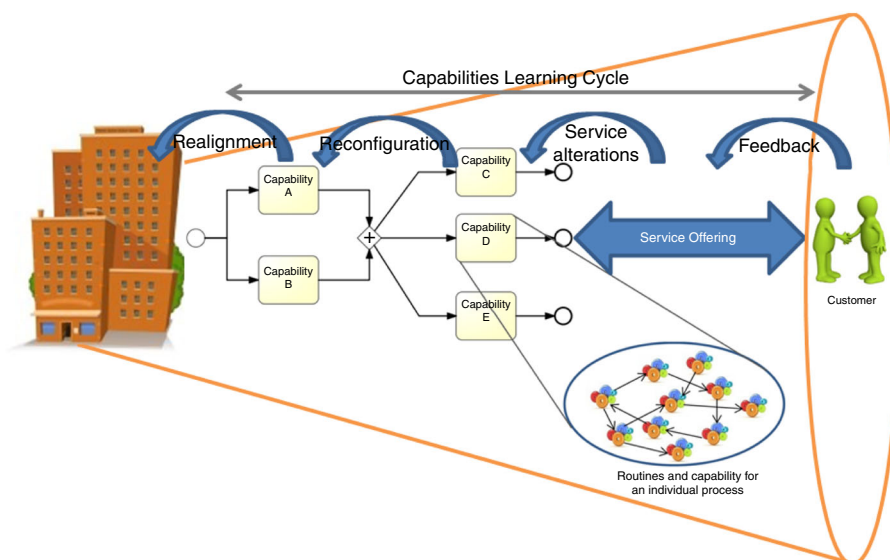 Capabilities Learning Cycle
Realignment
Reconfiguration
Service
alterations
Feedback
Capability
A
Capability
B
Capability
C
Capability
D
Capability
E
Service Offering
Customer
Routines and capability for
an individual process